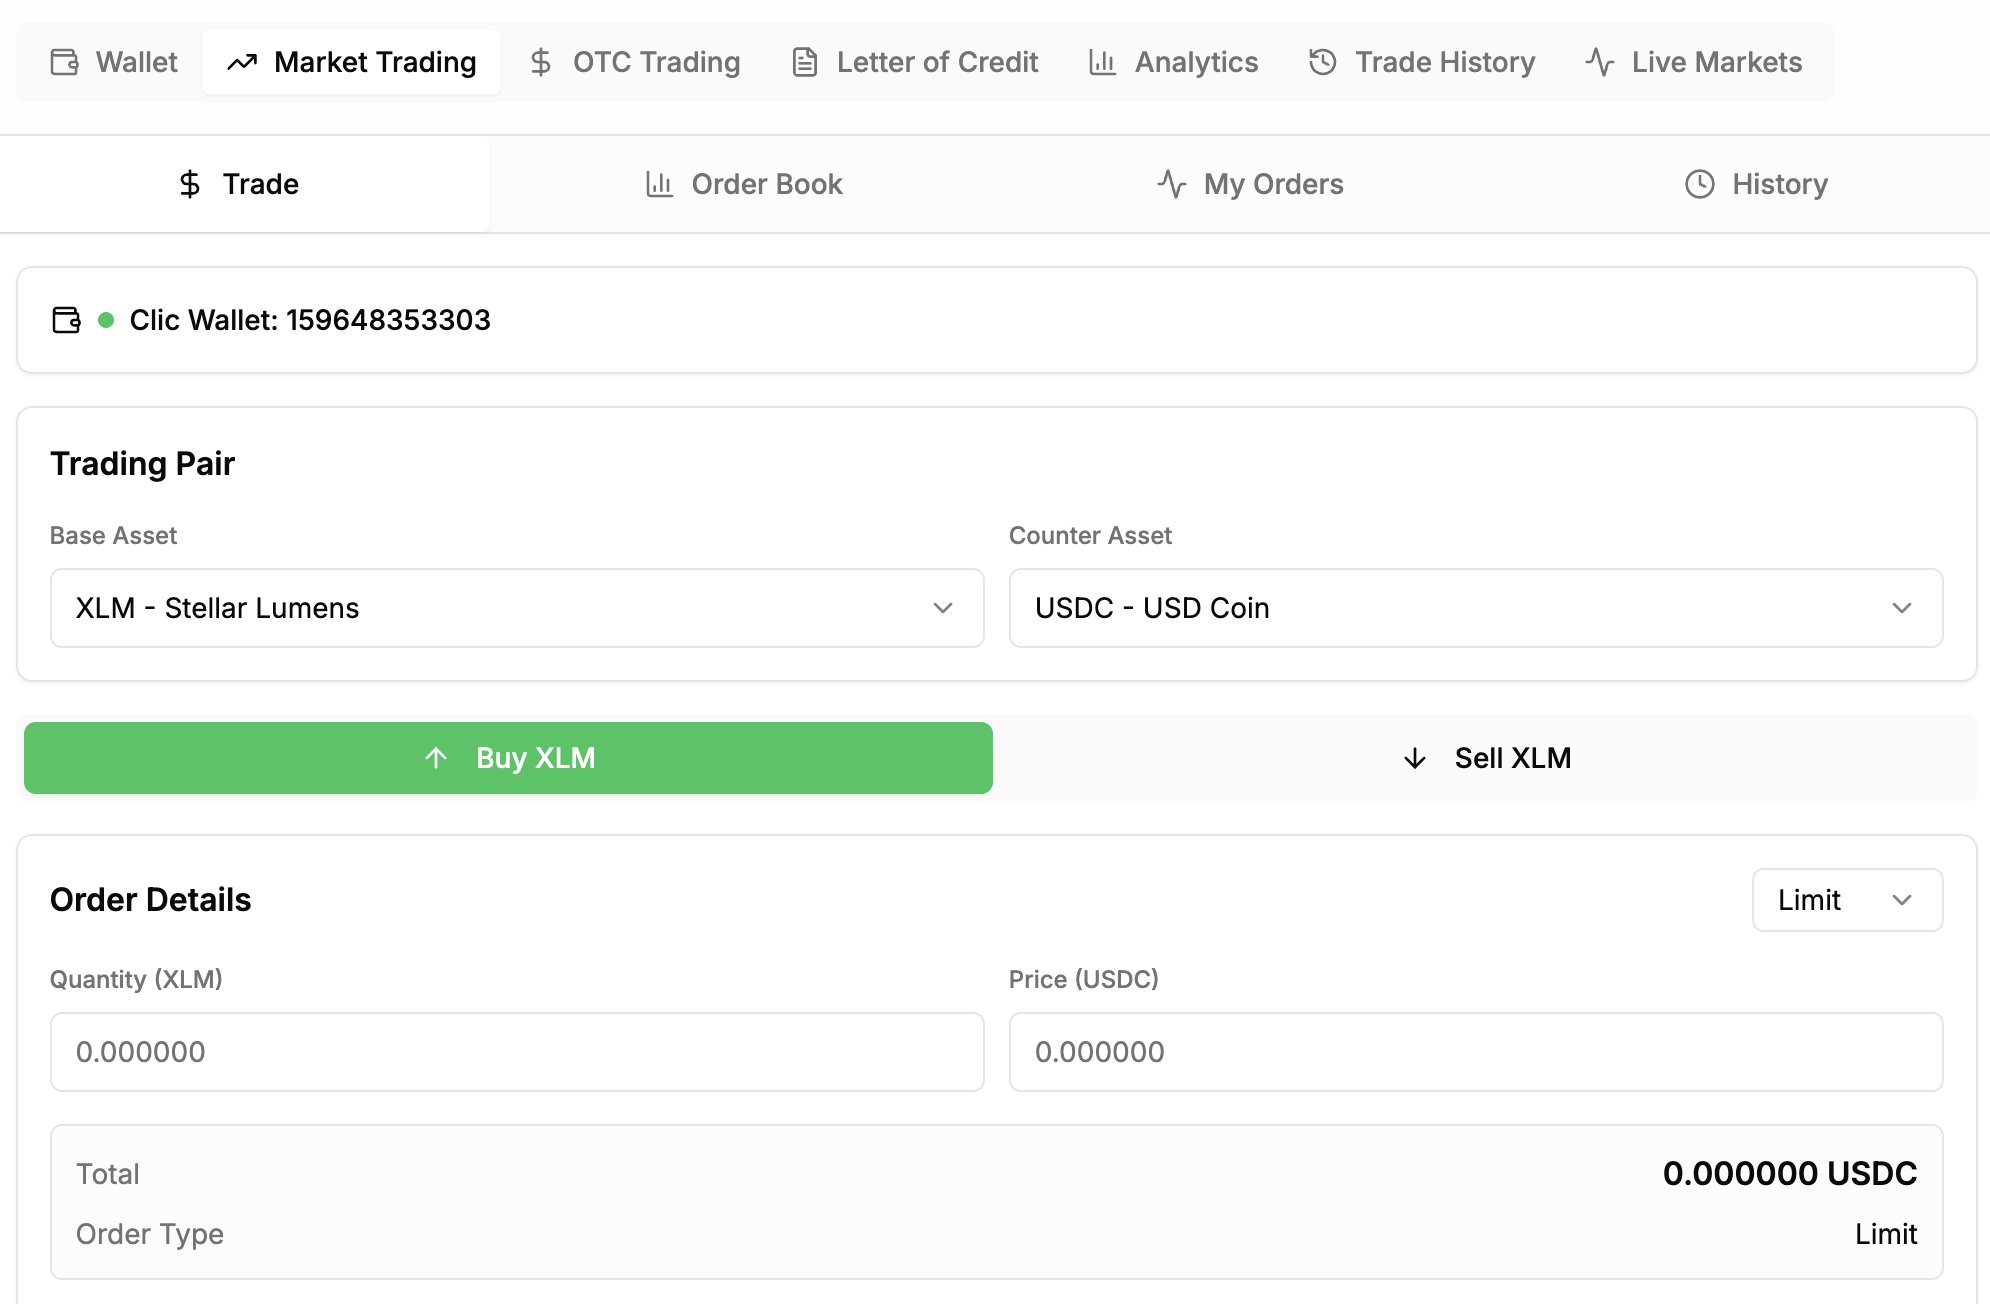 Wallet Market Trading OTC Trading Letter of Credit Analytics Trade History Live Markets
Trade Order Book My Orders History
Clic Wallet: 159648353303
Trading Pair
Base Asset Counter Asset
XLM - Stellar Lumens USDC - USD Coin
Buy XLM Sell XLM
Order Details Limit
Quantity (XLM) Price (USDC)
0.000000 0.000000
Total 0.000000 USDC
Order Type Limit